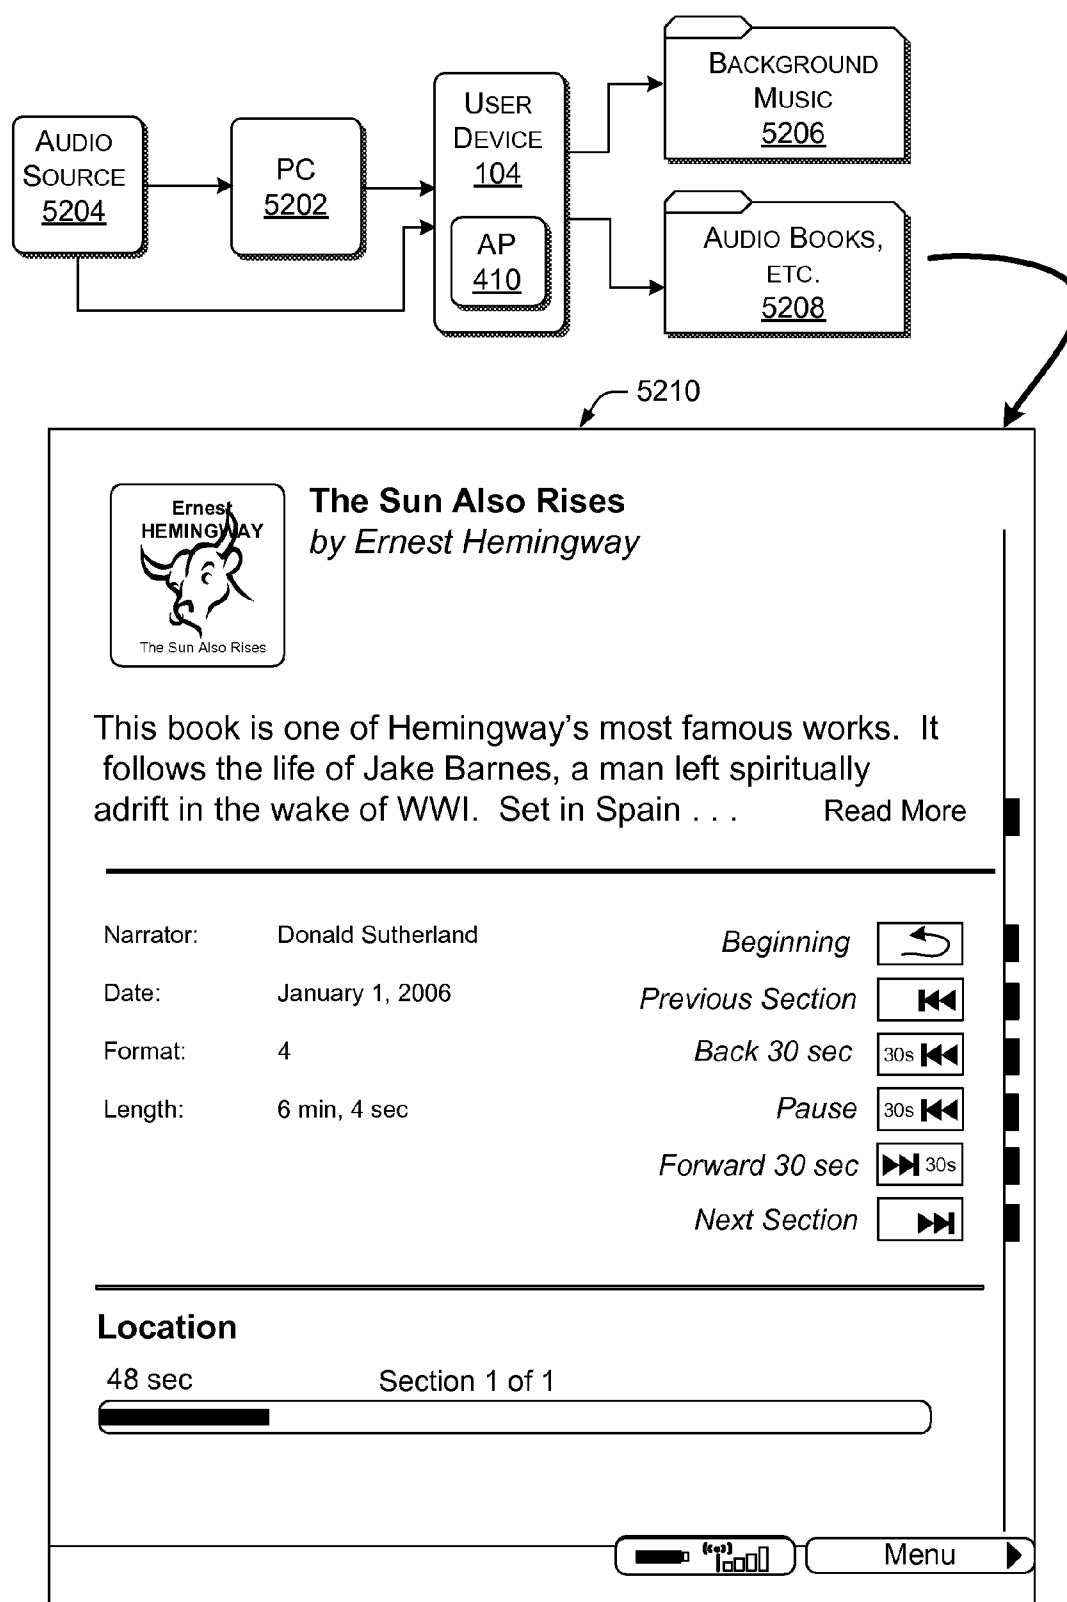 BACKGROUND
MUSIC
5206
USER
DEVICE
104
AUDIO
SOURCE
5204
PC
5202
AP
410
AUDIO BOOKS,
ETC.
5208
5210
Ernest
HEMINGWAY
The Sun Also Rises
The Sun Also Rises
by Ernest Hemingway
This book is one of Hemingway's most famous works. It
follows the life of Jake Barnes, a man left spiritually
adrift in the wake of WWI. Set in Spain . . . Read More
Narrator: Donald Sutherland
Date: January 1, 2006
Format: 4
Length: 6 min, 4 sec
Beginning
Previous Section
Back 30 sec 30s
Pause 30s
Forward 30 sec 30s
Next Section
Location
48 sec Section 1 of 1
Menu